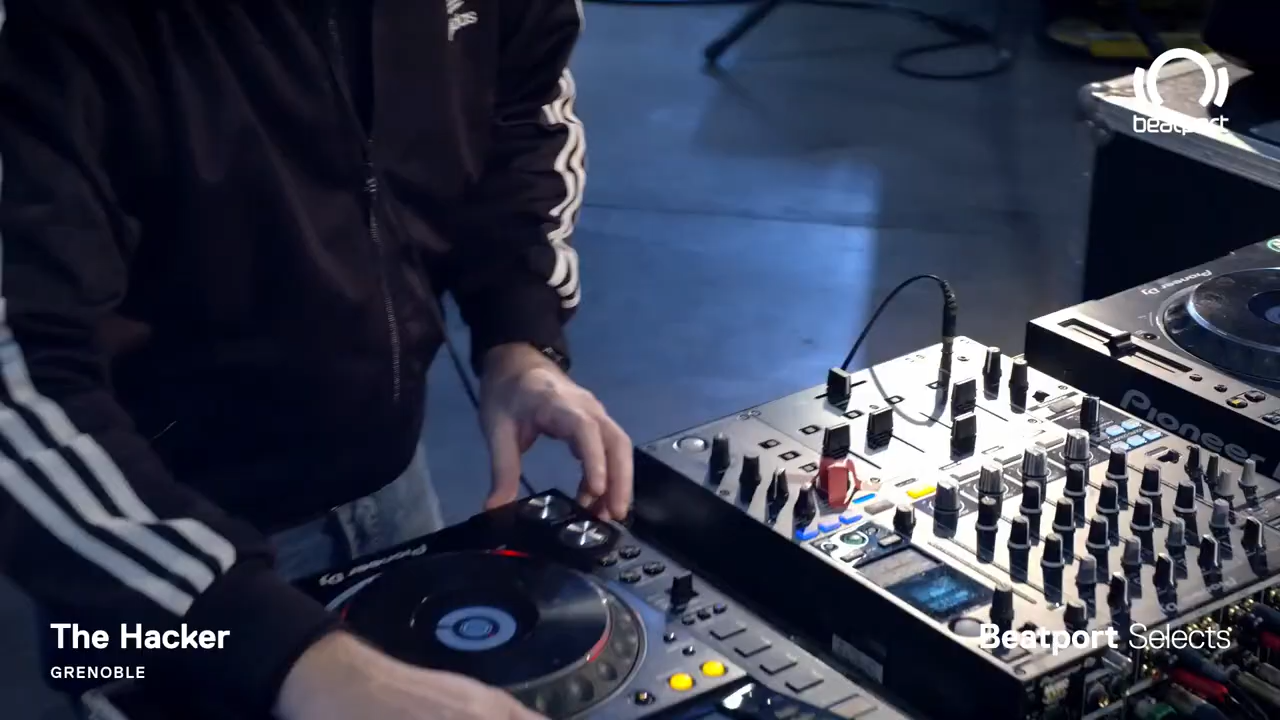 beatport
Pioneer DJ
Pioneer
Pioneer DJ
The Hacker
GRENOBLE
Beatport Selects